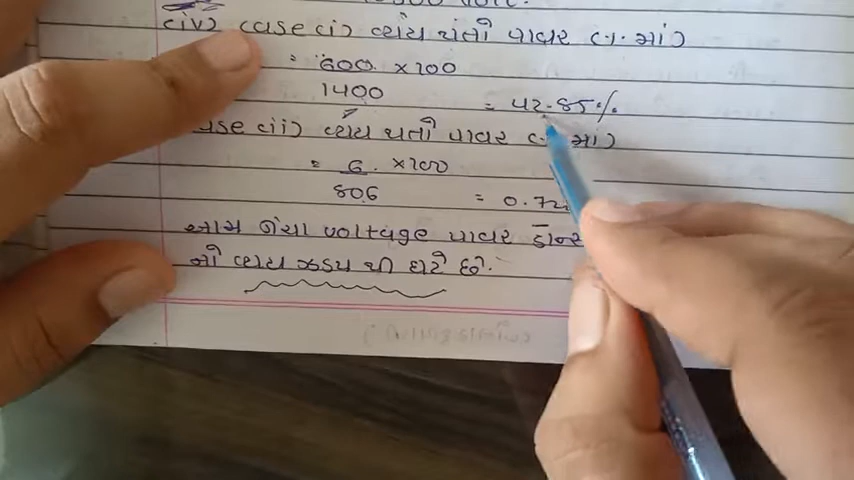 (iv) case (i) વ્યય થતો પાવર (% માં)
= 600 × 100
1400
= 42.85%
case (ii) વ્યય થતો પાવર (% માં)
= 6 × 100
806
= 0.74
આમ ઊંચા voltage પાવર ટ્રાન્સ
નો વ્યય ઝડપ થી ઘટે છે.